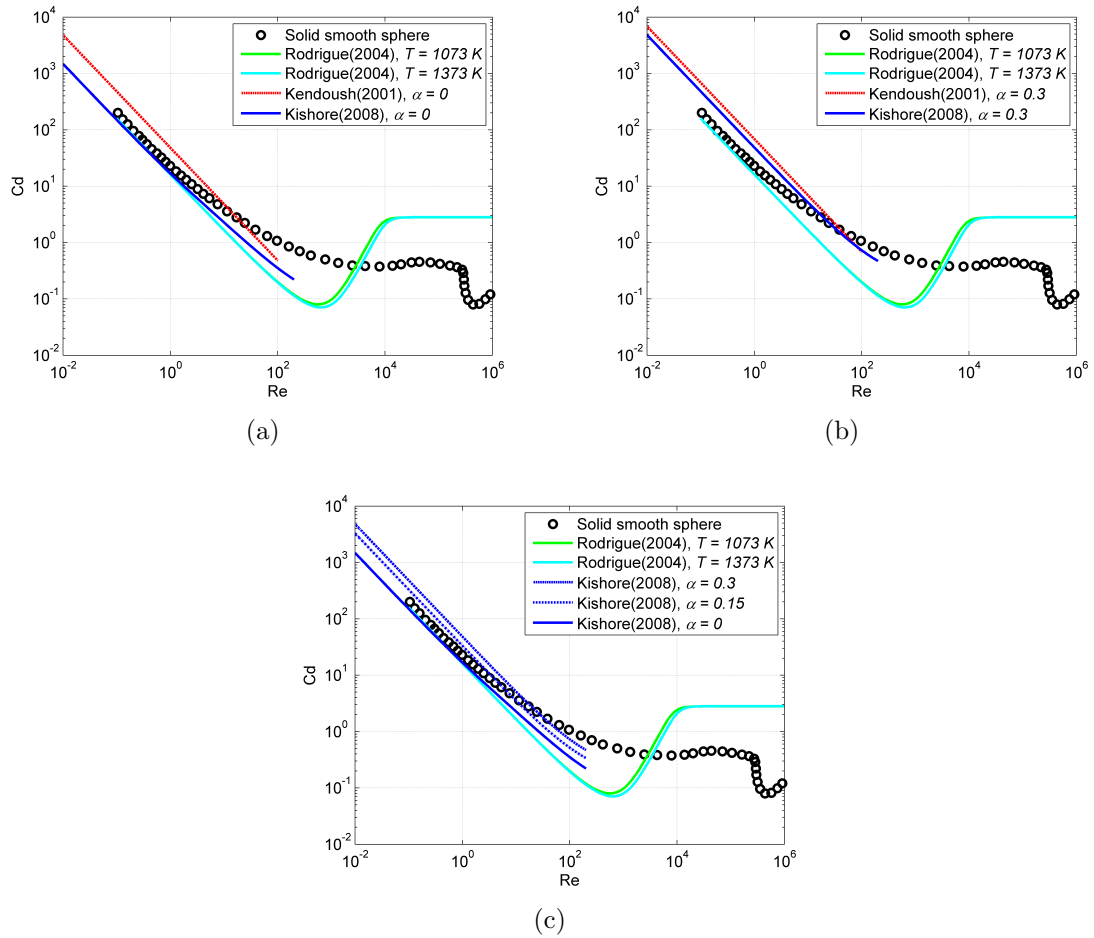 Solid smooth sphere
Rodrigue(2004), T = 1073 K
Rodrigue(2004), T = 1373 K
Kendoush(2001), α = 0
Kishore(2008), α = 0
10^4
10^3
10^2
10^1
10^0
10^-1
10^-2
Cd
10^-2
10^0
10^2
10^4
10^6
Re
(a)
Solid smooth sphere
Rodrigue(2004), T = 1073 K
Rodrigue(2004), T = 1373 K
Kendoush(2001), α = 0.3
Kishore(2008), α = 0.3
10^4
10^3
10^2
10^1
10^0
10^-1
10^-2
Cd
10^-2
10^0
10^2
10^4
10^6
Re
(b)
Solid smooth sphere
Rodrigue(2004), T = 1073 K
Rodrigue(2004), T = 1373 K
Kishore(2008), α = 0.3
Kishore(2008), α = 0.15
Kishore(2008), α = 0
10^4
10^3
10^2
10^1
10^0
10^-1
10^-2
Cd
10^-2
10^0
10^2
10^4
10^6
Re
(c)